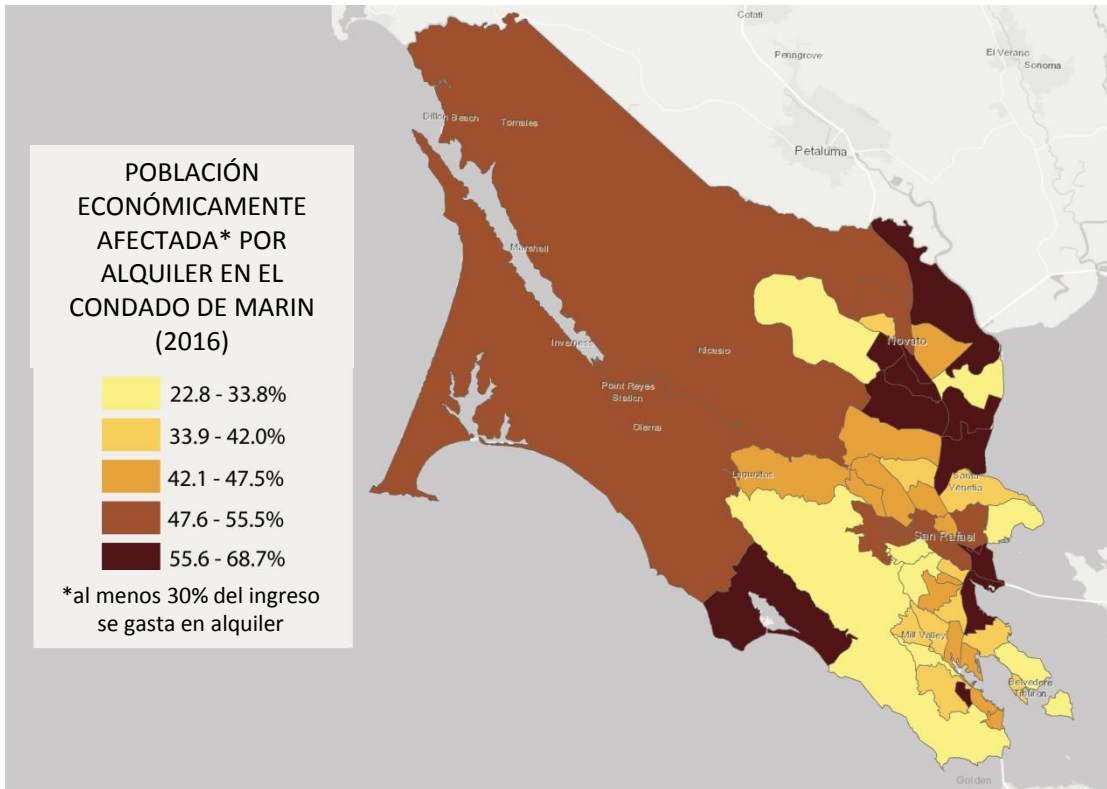 Cotati
Penngrove
El Verano
Sonoma
Petaluma
Dillon Beach
Tomales
POBLACIÓN
ECONÓMICAMENTE
AFECTADA* POR
ALQUILER EN EL
CONDADO DE MARIN
(2016)
22.8 - 33.8%
33.9 - 42.0%
42.1 - 47.5%
47.6 - 55.5%
55.6 - 68.7%
*al menos 30% del ingreso
se gasta en alquiler
Marshall
Inverness
Nicasio
Novato
Point Reyes
Station
Olema
Lagunitas
Santa
Venetia
San Rafael
Mill Valley
Belvedere
Tiburon
Golden